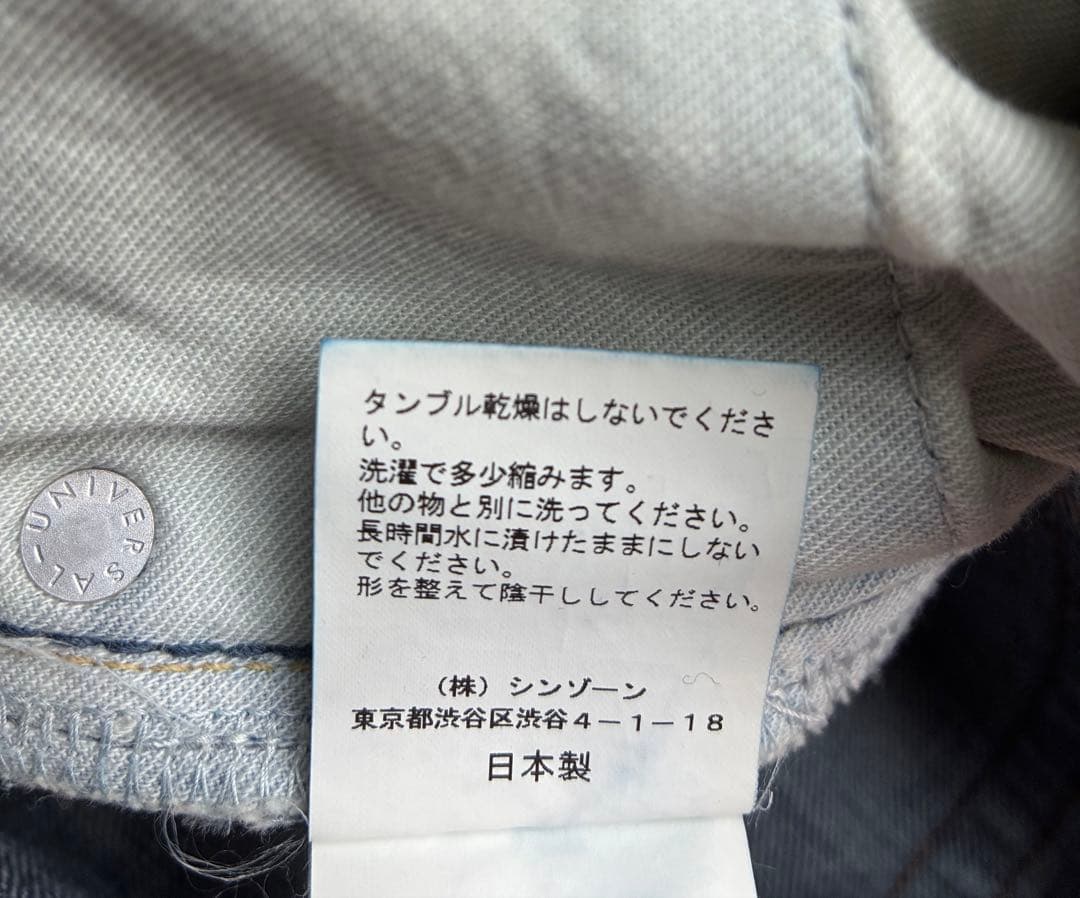 UNIVERSAL
タンブル乾燥はしないでくださ
い。
洗濯で多少縮みます。
他の物と別に洗ってください。
長時間水に漬けたままにしない
でください。
形を整えて陰干ししてください。
（株）シンゾーン
東京都渋谷区渋谷４－１－１８
日本製